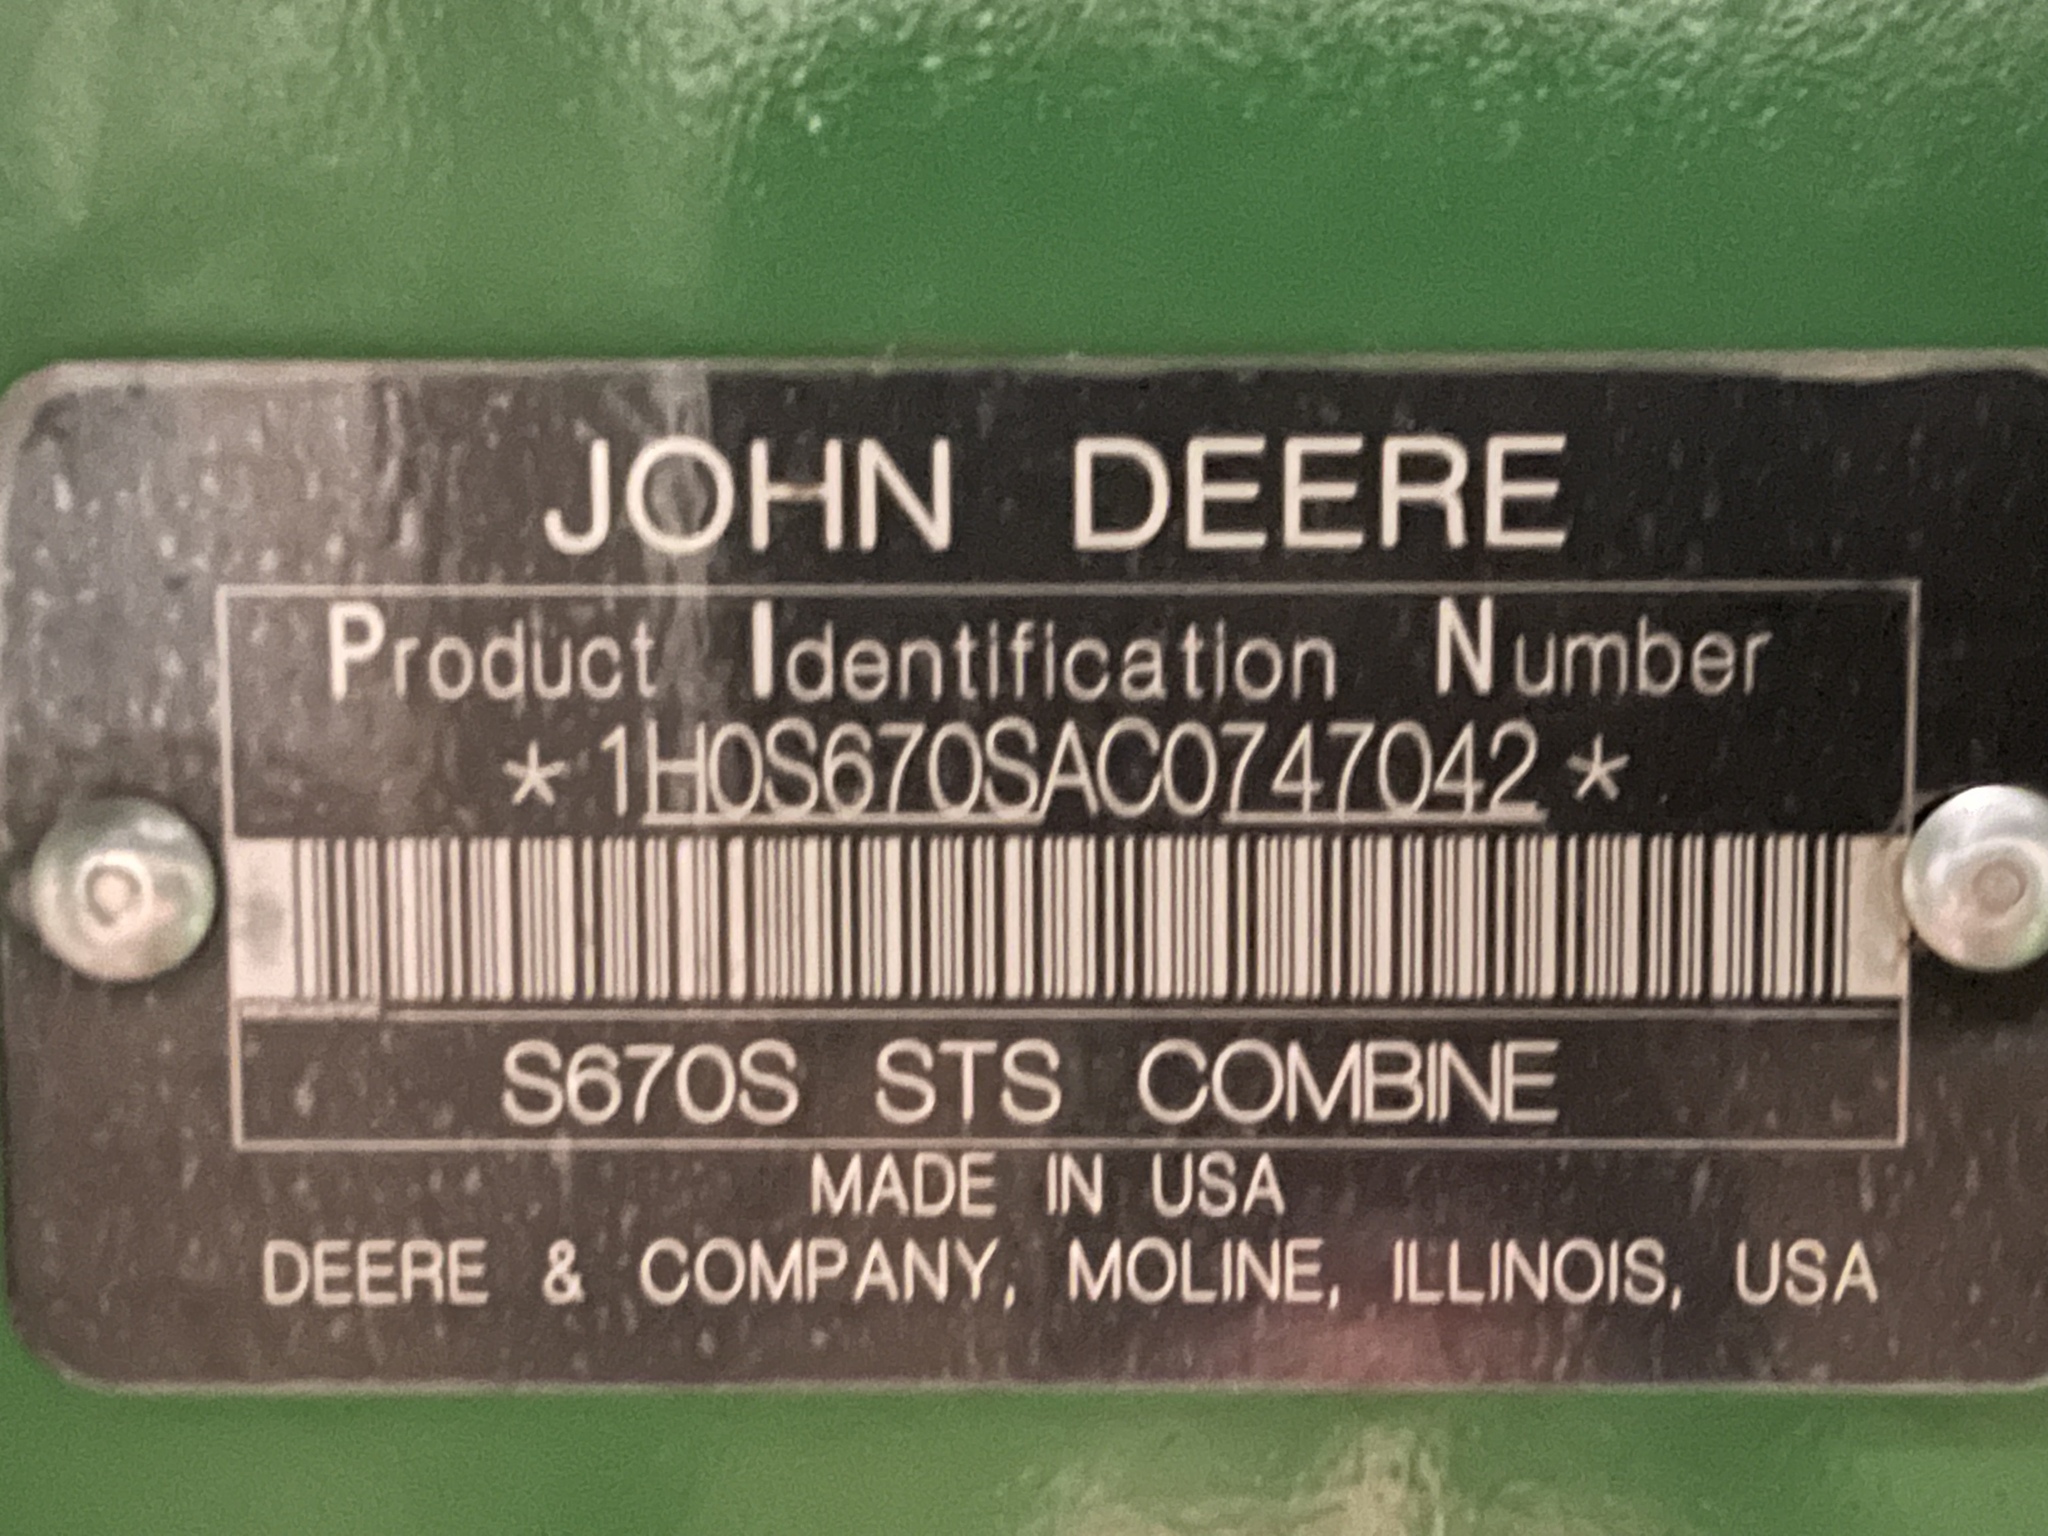 JOHN DEERE
Product Identification Number
*1H0S670SAC0747042*
S670S STS COMBINE
MADE IN USA
DEERE & COMPANY, MOLINE, ILLINOIS, USA